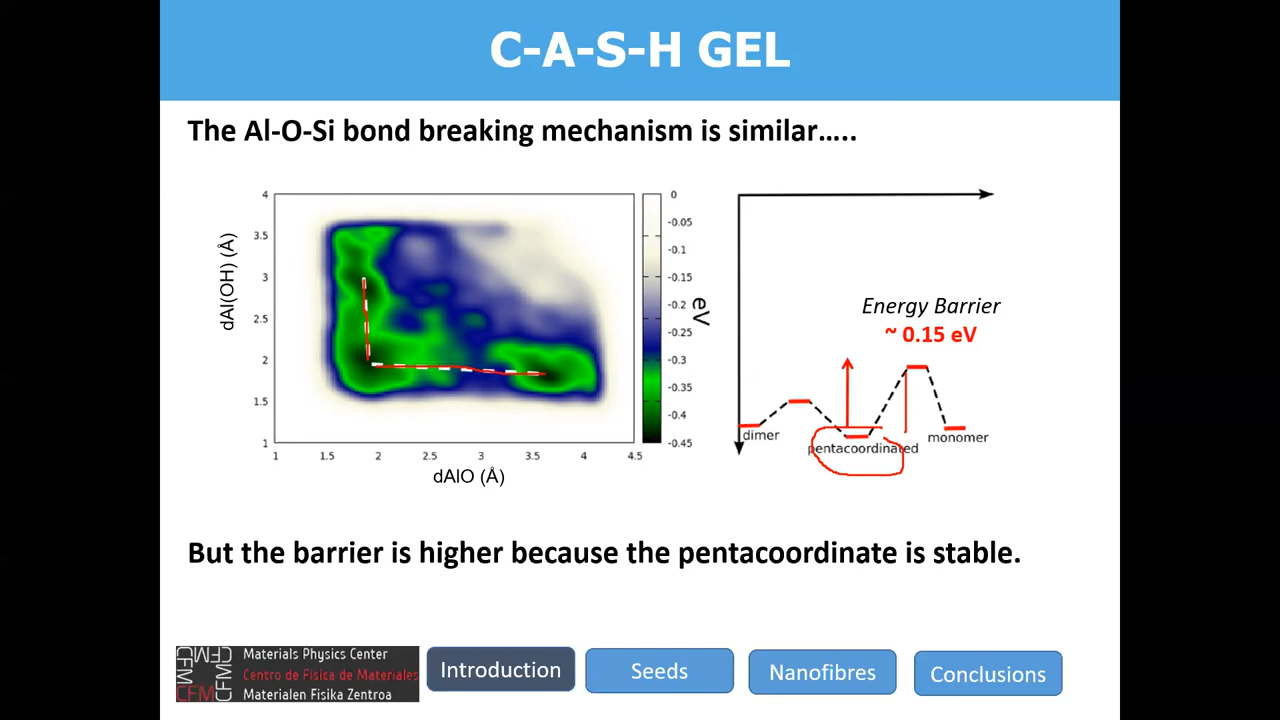 C-A-S-H GEL
The Al-O-Si bond breaking mechanism is similar…..
4
3.5
3
2.5
2
1.5
1
dAl(OH) (Å)
1 1.5 2 2.5 3 3.5 4 4.5
dAlO (Å)
0
-0.05
-0.1
-0.15
-0.2
-0.25
-0.3
-0.35
-0.4
-0.45
eV
Energy Barrier
~ 0.15 eV
dimer
pentacoordinated
monomer
But the barrier is higher because the pentacoordinate is stable.
CFM
CFM
CFM
CFM
Materials Physics Center
Centro de Física de Materiales
Materialen Fisika Zentroa
Introduction
Seeds
Nanofibres
Conclusions